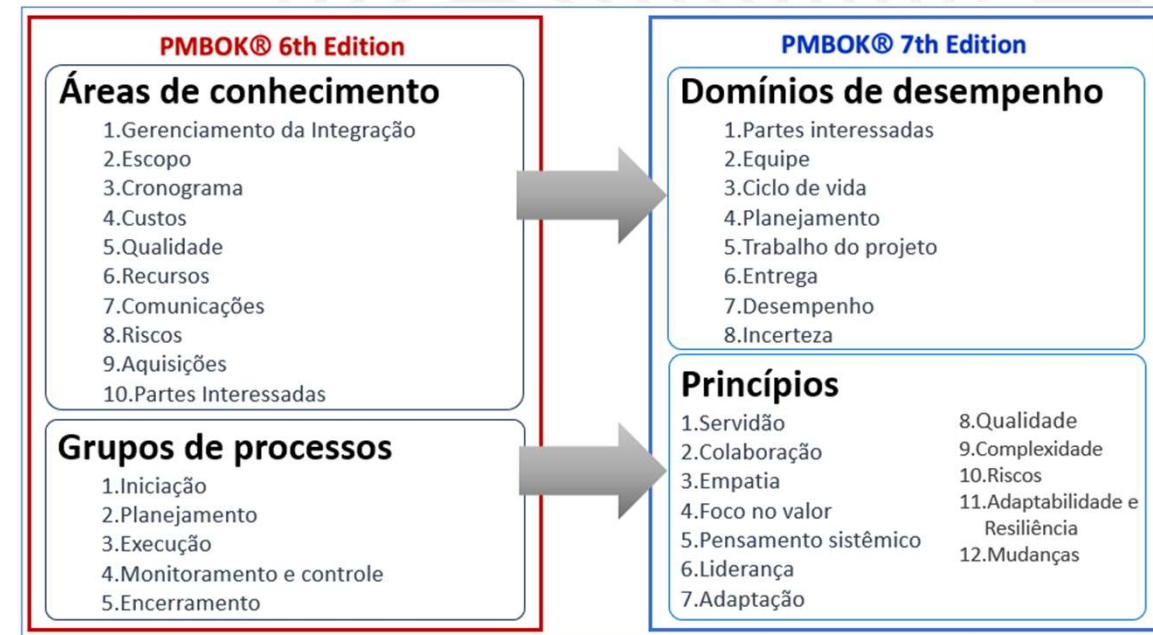 PMBOK® 6th Edition
Áreas de conhecimento
1.Gerenciamento da Integração
2.Escopo
3.Cronograma
4.Custos
5.Qualidade
6.Recursos
7.Comunicações
8.Riscos
9.Aquisições
10.Partes Interessadas
Grupos de processos
1.Iniciação
2.Planejamento
3.Execução
4.Monitoramento e controle
5.Encerramento
PMBOK® 7th Edition
Domínios de desempenho
1.Partes interessadas
2.Equipe
3.Ciclo de vida
4.Planejamento
5.Trabalho do projeto
6.Entrega
7.Desempenho
8.Incerteza
Princípios
1.Servidão
2.Colaboração
3.Empatia
4.Foco no valor
5.Pensamento sistêmico
6.Liderança
7.Adaptação
8.Qualidade
9.Complexidade
10.Riscos
11.Adaptabilidade e
Resiliência
12.Mudanças